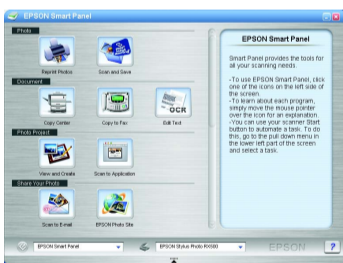 EPSON Smart Panel
Photo
Reprint Photos
Scan and Save
Document
Copy Center
Copy to Fax
OCR
Edit Text
Photo Project
View and Create
Scan to Application
Share Your Photo
Scan to E-mail
EPSON Photo Site
EPSON Smart Panel
Smart Panel provides the tools for
all your scanning needs.
-To use EPSON Smart Panel, click
one of the icons on the left side of
the screen.
-To learn about each program,
simply move the mouse pointer
over the icon for an explanation.
-You can use your scanner Start
button to automate a task. To do
this, go to the pull down menu in
the lower left part of the screen
and select a task.
EPSON Smart Panel
EPSON Stylus Photo RX500
EPSON
?